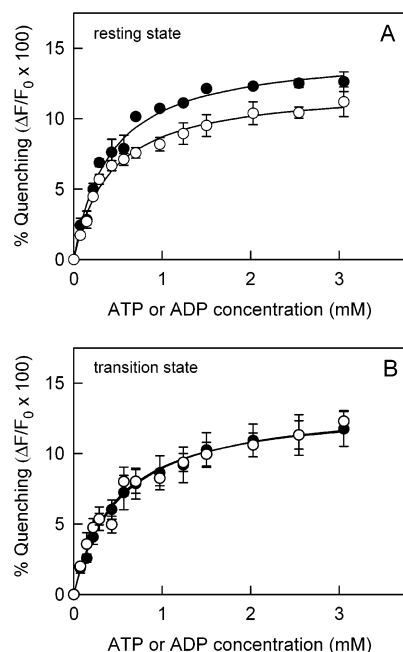 resting state
A
% Quenching (ΔF/F₀ x 100)
15
10
5
0
0
1
2
3
ATP or ADP concentration (mM)
transition state
B
% Quenching (ΔF/F₀ x 100)
15
10
5
0
0
1
2
3
ATP or ADP concentration (mM)